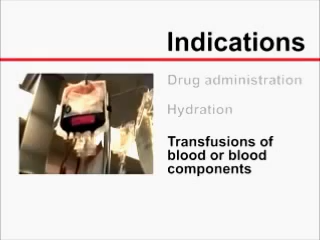 Indications
Drug administration
Hydration
Transfusions of
blood or blood
components